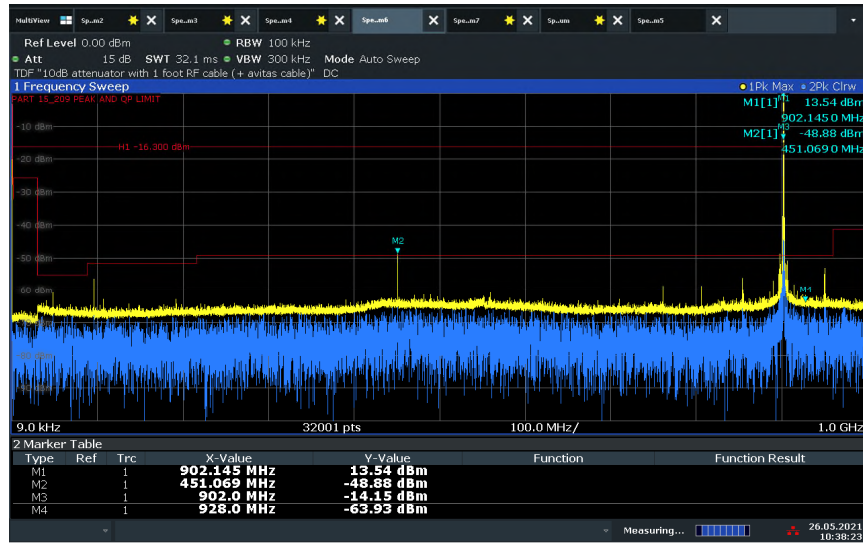 MultiView Sp..m2 Spe..m3 Spe..m4 Spe..m6 Spe..m7 Sp..um Spe..m5
Ref Level 0.00 dBm RBW 100 kHz
Att 15 dB SWT 32.1 ms VBW 300 kHz Mode Auto Sweep
TDF "10dB attenuator with 1 foot RF cable (+ avitas cable)" DC
1 Frequency Sweep 1Pk Max 2Pk Clrw
PART 15_209 PEAK AND QP LIMIT
M1[1] 13.54 dBm
902.1450 MHz
M2[1] -48.88 dBm
451.0690 MHz
M1
M3
-10 dBm
H1 -16.300 dBm
-20 dBm
-30 dBm
-40 dBm
M2
-50 dBm
-60 dBm
M4
9.0 kHz 32001 pts 100.0 MHz/ 1.0 GHz
2 Marker Table
Type Ref Trc X-Value Y-Value Function Function Result
M1 1 902.145 MHz 13.54 dBm
M2 1 451.069 MHz -48.88 dBm
M3 1 902.0 MHz -14.15 dBm
M4 1 928.0 MHz -63.93 dBm
Measuring... 26.05.2021
10:38:23